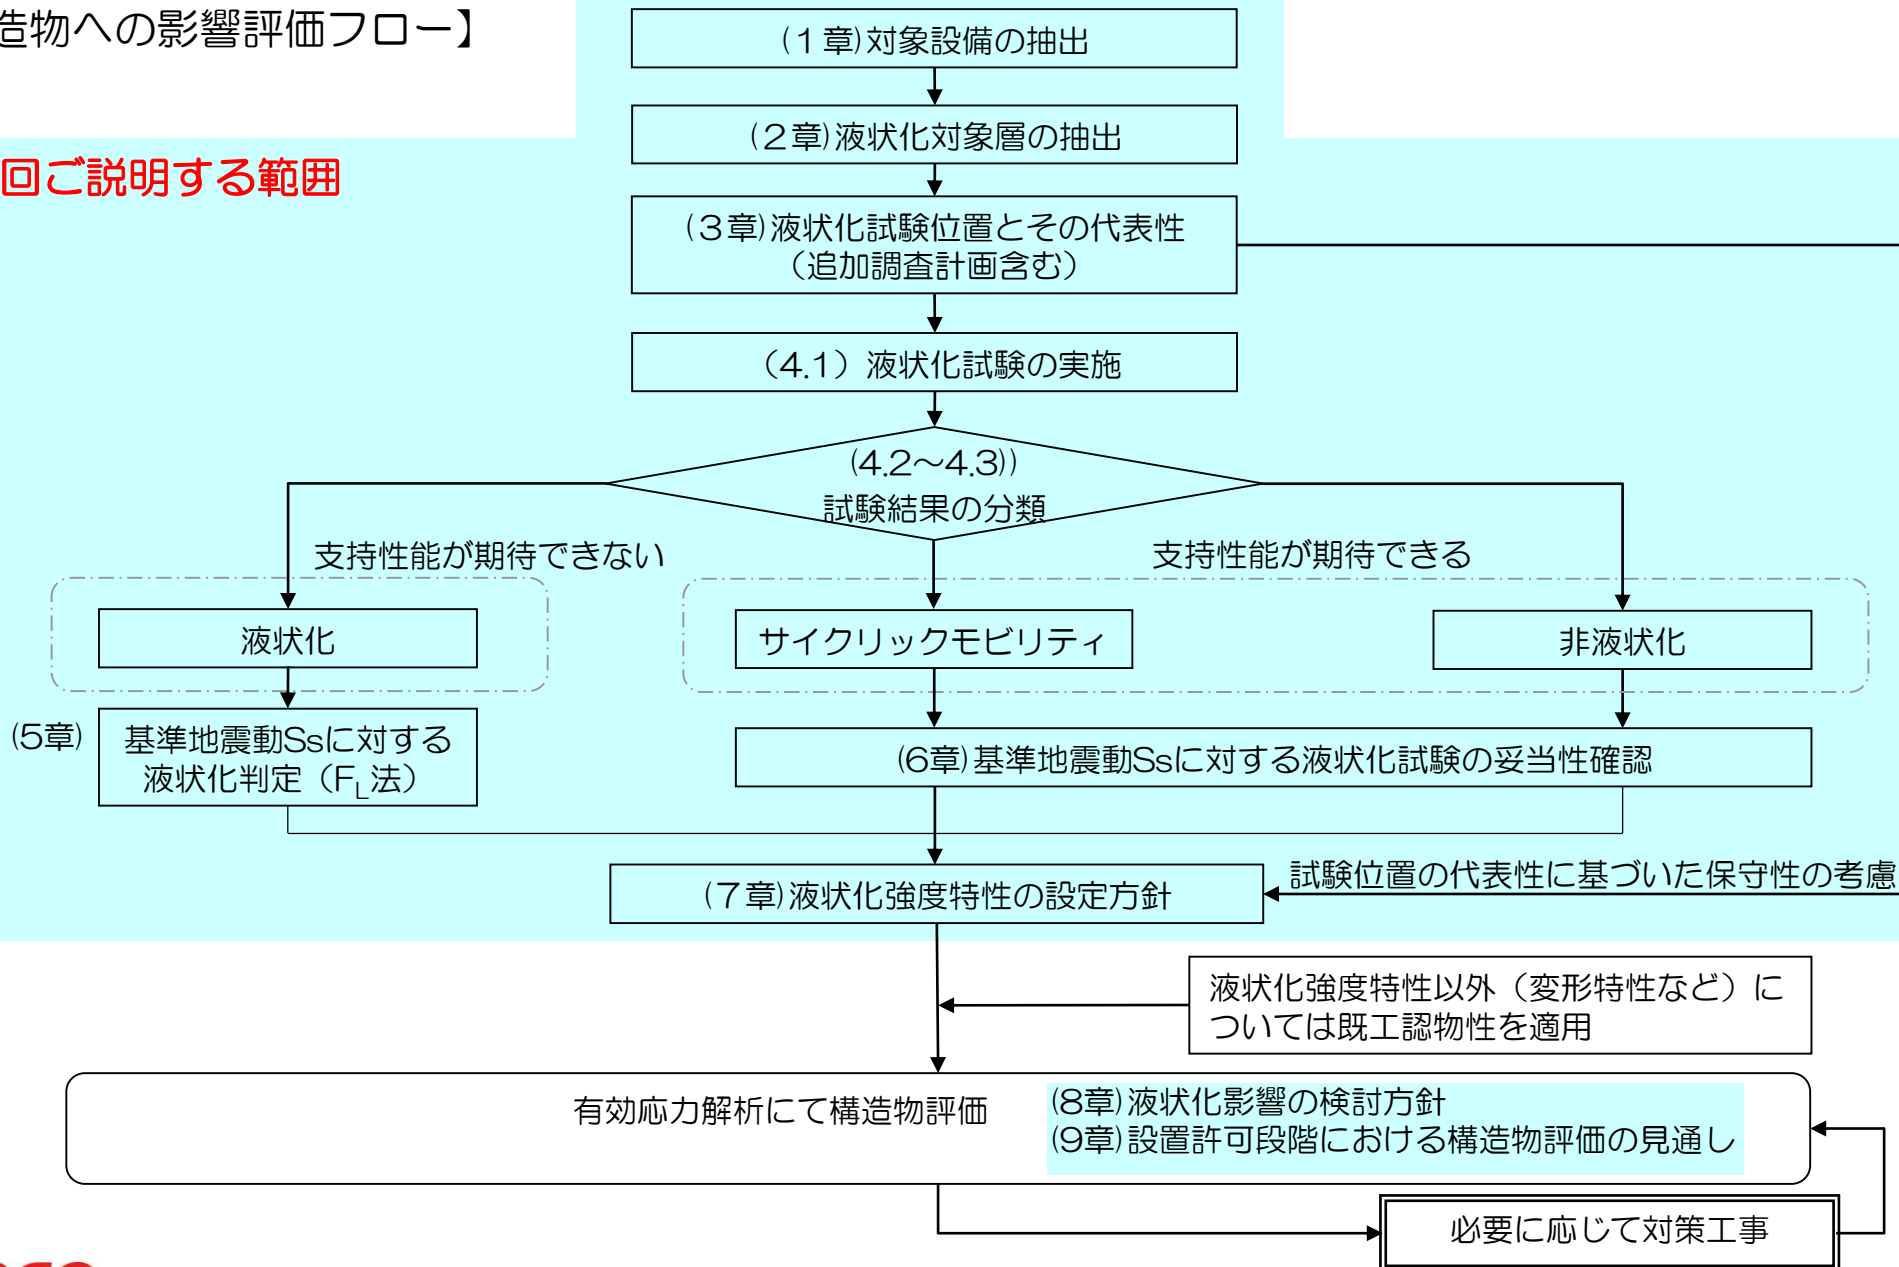 造物への影響評価フロー】
(1章)対象設備の抽出
(2章)液状化対象層の抽出
回ご説明する範囲
(3章)液状化試験位置とその代表性
（追加調査計画含む）
（4.1）液状化試験の実施
(4.2～4.3))
試験結果の分類
支持性能が期待できない
支持性能が期待できる
液状化
サイクリックモビリティ
非液状化
(5章)
基準地震動Ssに対する
液状化判定（FL法）
(6章)基準地震動Ssに対する液状化試験の妥当性確認
試験位置の代表性に基づいた保守性の考慮
(7章)液状化強度特性の設定方針
液状化強度特性以外（変形特性など）に
ついては既工認物性を適用
有効応力解析にて構造物評価
(8章)液状化影響の検討方針
(9章)設置許可段階における構造物評価の見通し
必要に応じて対策工事